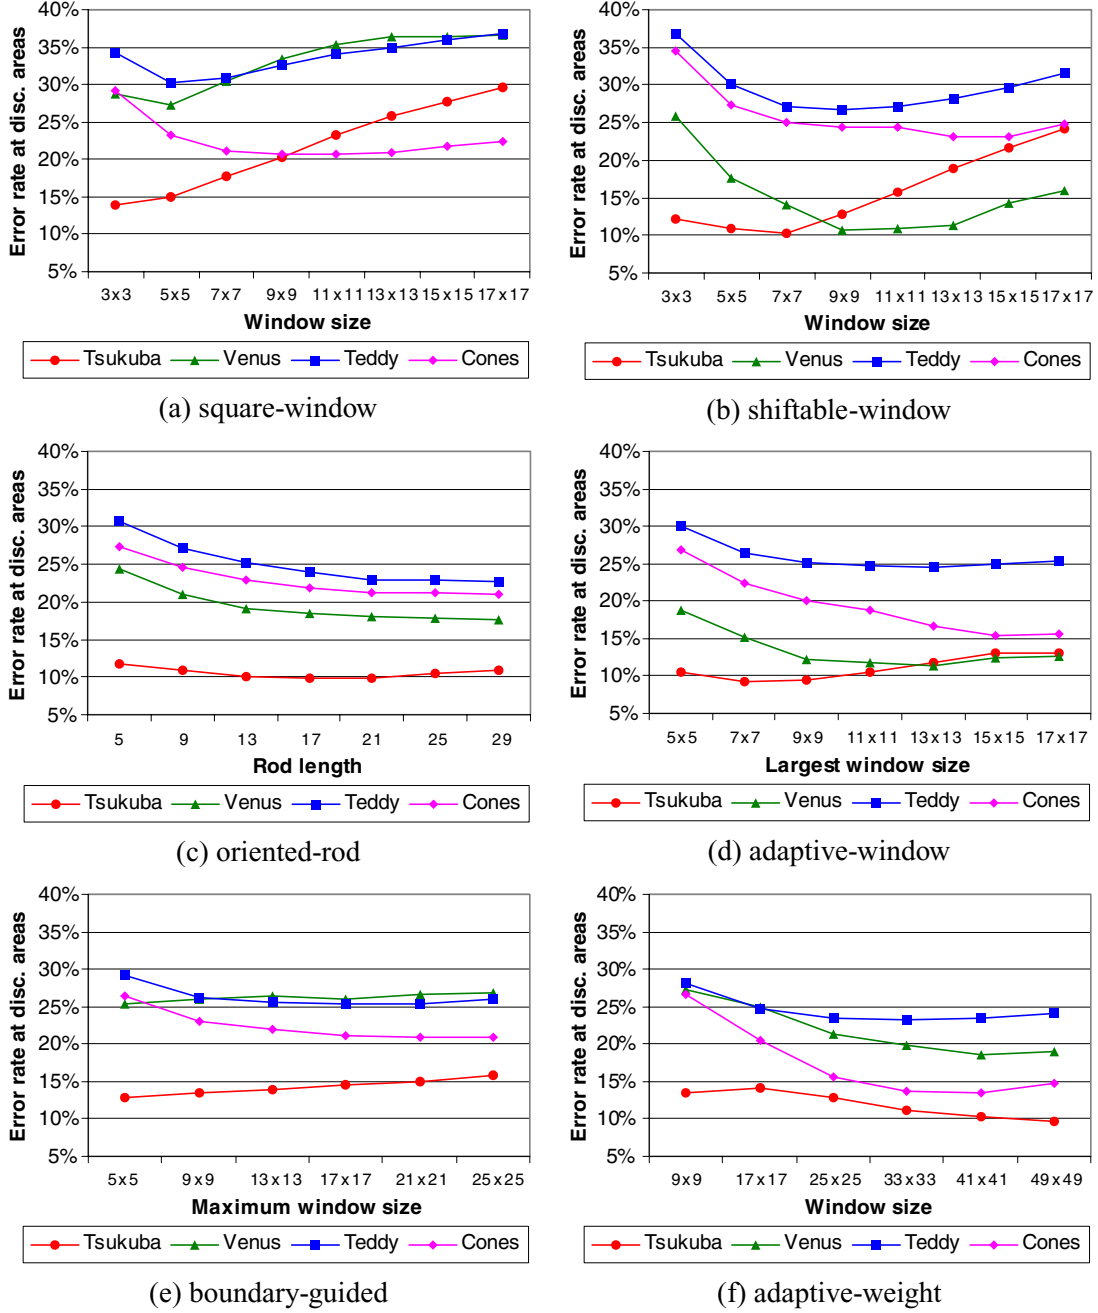 40%
35%
30%
25%
20%
15%
10%
5%
Error rate at disc. areas
3x3 5x5 7x7 9x9 11x11 13x13 15x15 17x17
Window size
Tsukuba Venus Teddy Cones
(a) square-window
40%
35%
30%
25%
20%
15%
10%
5%
Error rate at disc. areas
3x3 5x5 7x7 9x9 11x11 13x13 15x15 17x17
Window size
Tsukuba Venus Teddy Cones
(b) shiftable-window
40%
35%
30%
25%
20%
15%
10%
5%
Error rate at disc. areas
5 9 13 17 21 25 29
Rod length
Tsukuba Venus Teddy Cones
(c) oriented-rod
40%
35%
30%
25%
20%
15%
10%
5%
Error rate at disc. areas
5x5 7x7 9x9 11x11 13x13 15x15 17x17
Largest window size
Tsukuba Venus Teddy Cones
(d) adaptive-window
40%
35%
30%
25%
20%
15%
10%
5%
Error rate at disc. areas
5x5 9x9 13x13 17x17 21x21 25x25
Maximum window size
Tsukuba Venus Teddy Cones
(e) boundary-guided
40%
35%
30%
25%
20%
15%
10%
5%
Error rate at disc. areas
9x9 17x17 25x25 33x33 41x41 49x49
Window size
Tsukuba Venus Teddy Cones
(f) adaptive-weight